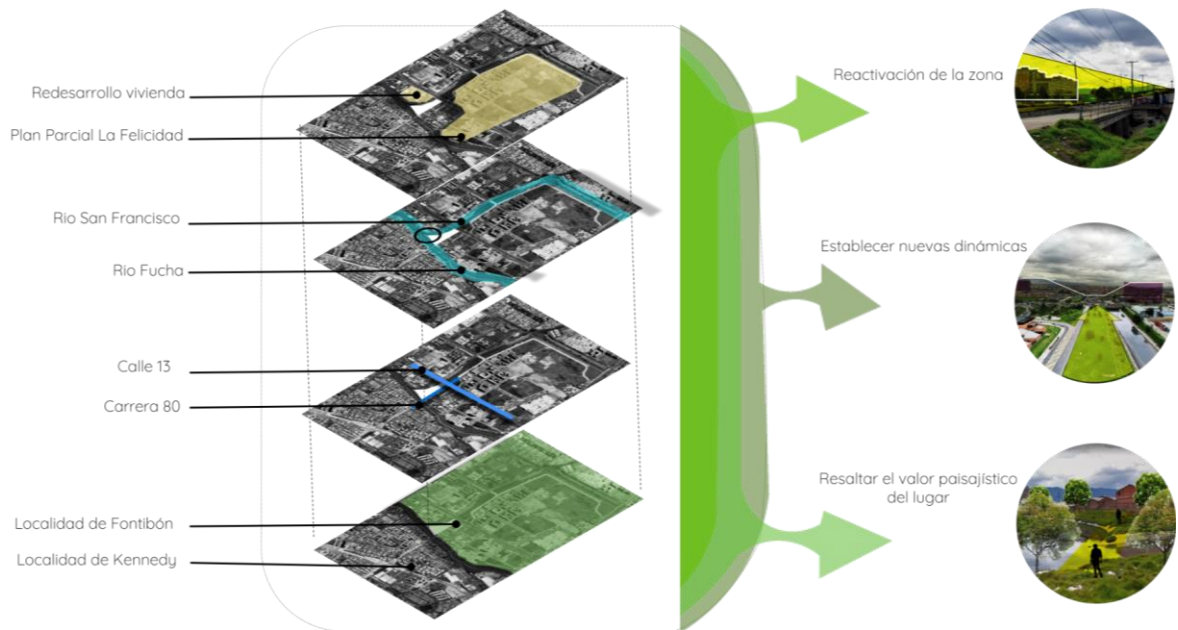 Redesarrollo vivienda
Plan Parcial La Felicidad
Rio San Francisco
Rio Fucha
Calle 13
Carrera 80
Localidad de Fontibón
Localidad de Kennedy
Reactivación de la zona
Establecer nuevas dinámicas
Resaltar el valor paisajístico
del lugar